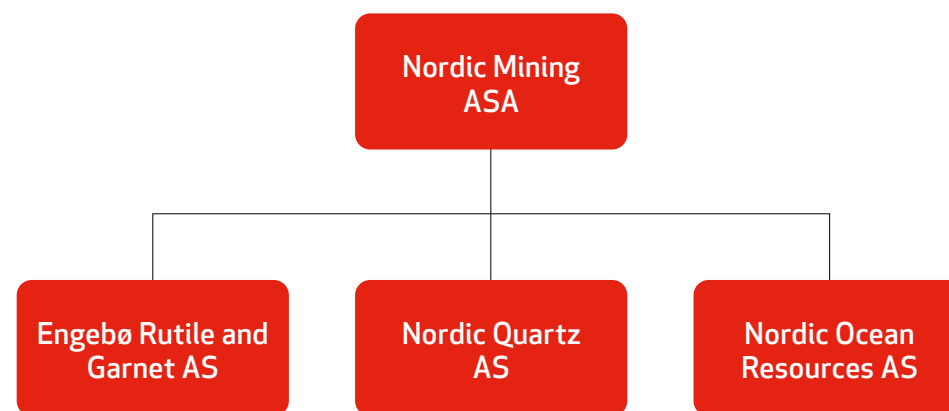 Nordic Mining
ASA
Engebø Rutile and
Garnet AS
Nordic Quartz
AS
Nordic Ocean
Resources AS